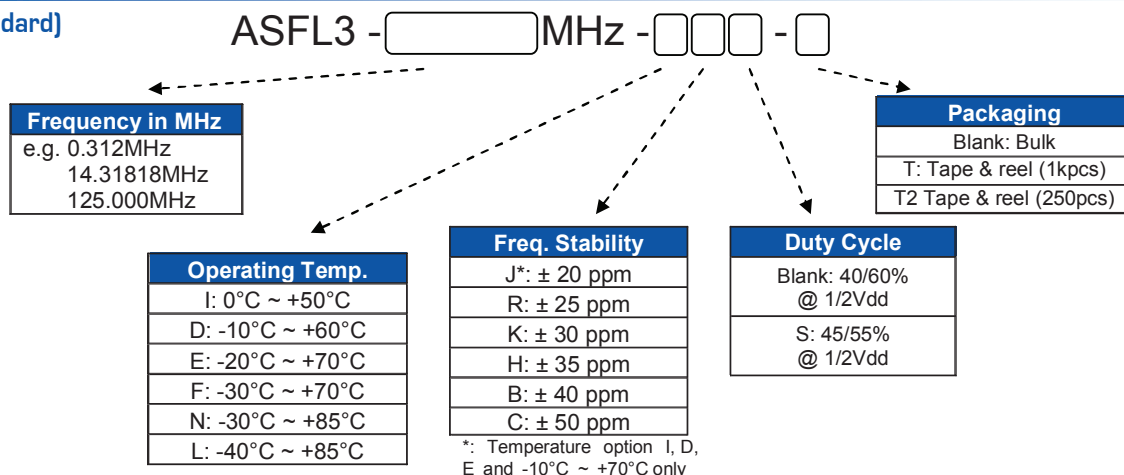 dard)
ASFL3 - MHz - -
Frequency in MHz
e.g. 0.312MHz
14.31818MHz
125.000MHz
Packaging
Blank: Bulk
T: Tape & reel (1kpcs)
T2 Tape & reel (250pcs)
Operating Temp.
I: 0°C ~ +50°C
D: -10°C ~ +60°C
E: -20°C ~ +70°C
F: -30°C ~ +70°C
N: -30°C ~ +85°C
L: -40°C ~ +85°C
Freq. Stability
J*: ± 20 ppm
R: ± 25 ppm
K: ± 30 ppm
H: ± 35 ppm
B: ± 40 ppm
C: ± 50 ppm
*: Temperature option I, D,
E and -10°C ~ +70°C only
Duty Cycle
Blank: 40/60%
@ 1/2Vdd
S: 45/55%
@ 1/2Vdd